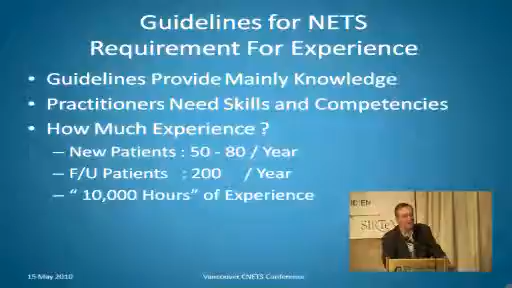 Guidelines for NETS
Requirement For Experience
• Guidelines Provide Mainly Knowledge
• Practitioners Need Skills and Competencies
• How Much Experience ?
– New Patients : 50 - 80 / Year
– F/U Patients : 200 / Year
– “ 10,000 Hours” of Experience
15 May 2010
Vancouver CNETS Conference